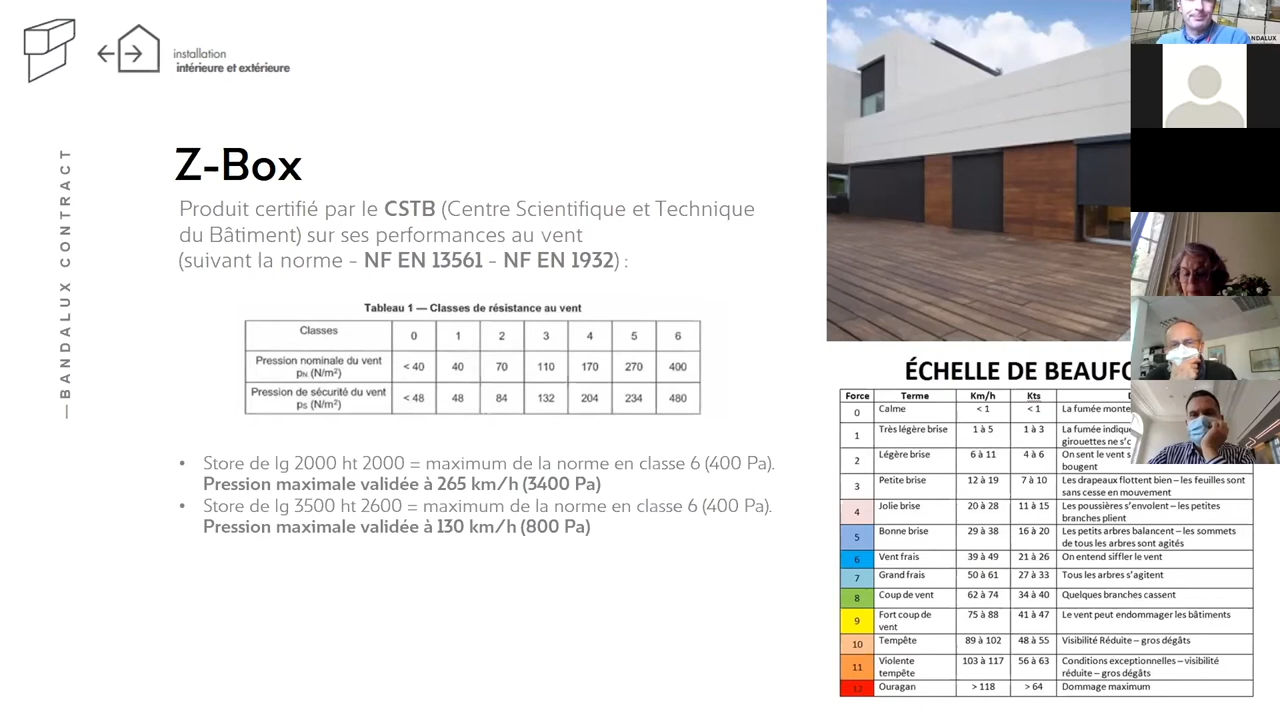 installation
intérieure et extérieure
—BANDALUX CONTRACT
Z-Box
Produit certifié par le CSTB (Centre Scientifique et Technique
du Bâtiment) sur ses performances au vent
(suivant la norme - NF EN 13561 - NF EN 1932) :
Tableau 1 — Classes de résistance au vent
Classes 0 1 2 3 4 5 6
Pression nominale du vent
pN (N/m²) < 40 40 70 110 170 270 400
Pression de sécurité du vent
pS (N/m²) < 48 48 84 132 204 234 480
• Store de lg 2000 ht 2000 = maximum de la norme en classe 6 (400 Pa).
Pression maximale validée à 265 km/h (3400 Pa)
• Store de lg 3500 ht 2600 = maximum de la norme en classe 6 (400 Pa).
Pression maximale validée à 130 km/h (800 Pa)
NDALUX
ÉCHELLE DE BEAUFO
Force Terme Km/h Kts
0 Calme < 1 < 1 La fumée monte
1 Très légère brise 1 à 5 1 à 3 La fumée indique
girouettes ne s'o
2 Légère brise 6 à 11 4 à 6 On sent le vent s
bougent
3 Petite brise 12 à 19 7 à 10 Les drapeaux flottent bien – les feuilles sont
sans cesse en mouvement
4 Jolie brise 20 à 28 11 à 15 Les poussières s'envolent – les petites
branches plient
5 Bonne brise 29 à 38 16 à 20 Les petits arbres balancent – les sommets
de tous les arbres sont agités
6 Vent frais 39 à 49 21 à 26 On entend siffler le vent
7 Grand frais 50 à 61 27 à 33 Tous les arbres s'agitent
8 Coup de vent 62 à 74 34 à 40 Quelques branches cassent
9 Fort coup de
vent 75 à 88 41 à 47 Le vent peut endommager les bâtiments
10 Tempête 89 à 102 48 à 55 Visibilité Réduite – gros dégâts
11 Violente
tempête 103 à 117 56 à 63 Conditions exceptionnelles – visibilité
réduite – gros dégâts
12 Ouragan > 118 > 64 Dommage maximum